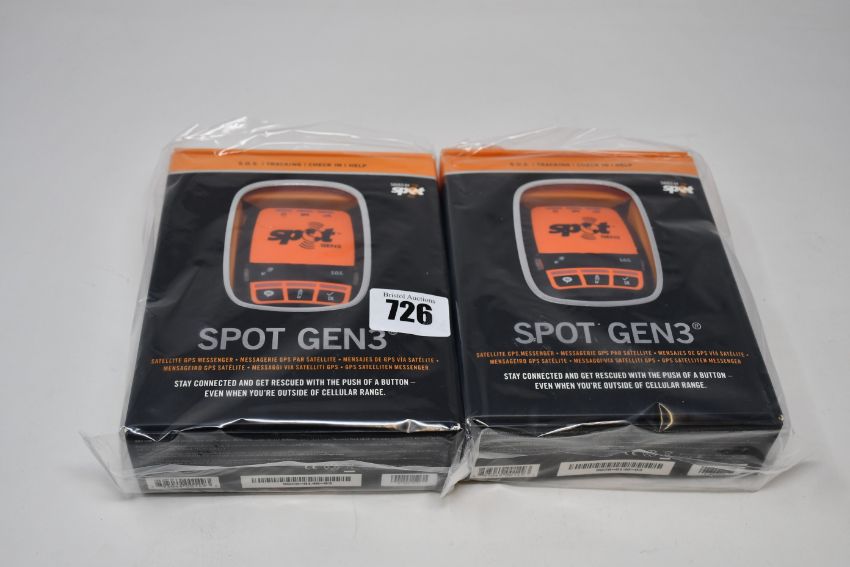 S.O.S. | TRACKING | CHECK IN | HELP
spot
spot
GEN3
SOS
Bristol Auctions
726
SPOT GEN3®
SATELLITE GPS MESSENGER • MESSAGERIE GPS PAR SATELLITE • MENSAJES DE GPS VÍA SATÉLITE •
MENSAGEIRO GPS SATÉLITE • MESSAGGI VIA SATELLITI GPS • GPS SATELLITEN MESSENGER
STAY CONNECTED AND GET RESCUED WITH THE PUSH OF A BUTTON –
EVEN WHEN YOU'RE OUTSIDE OF CELLULAR RANGE.
S.O.S. | TRACKING | CHECK IN | HELP
spot
spot
GEN3
SOS
SPOT GEN3®
SATELLITE GPS MESSENGER • MESSAGERIE GPS PAR SATELLITE • MENSAJES DE GPS VÍA SATÉLITE •
MENSAGEIRO GPS SATÉLITE • MESSAGGI VIA SATELLITI GPS • GPS SATELLITEN MESSENGER
STAY CONNECTED AND GET RESCUED WITH THE PUSH OF A BUTTON –
EVEN WHEN YOU'RE OUTSIDE OF CELLULAR RANGE.